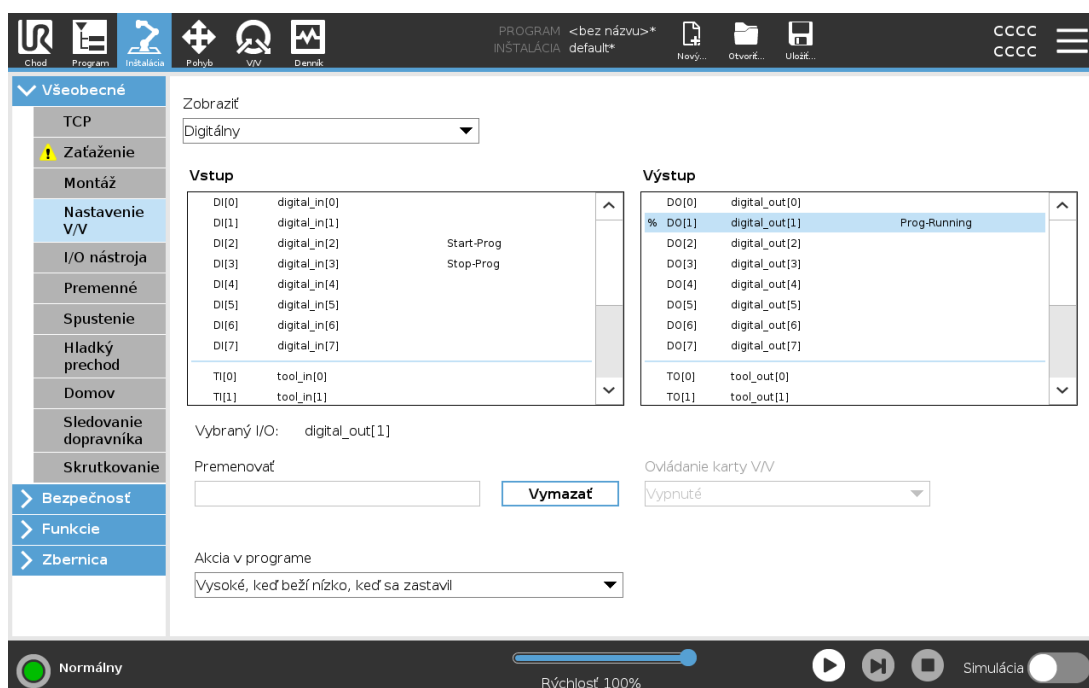 UR
PROGRAM <bez názvu>*
INŠTALÁCIA default*
CCCC
CCCC
Chod Program Inštalácia Pohyb V/V Denník Nový... Otvoriť... Uložiť...
Všeobecné
TCP
Zaťaženie
Montáž
Nastavenie
V/V
I/O nástroja
Premenné
Spustenie
Hladký
prechod
Domov
Sledovanie
dopravníka
Skrutkovanie
Bezpečnosť
Funkcie
Zbernica
Zobraziť
Digitálny
Vstup
DI[0] digital_in[0]
DI[1] digital_in[1]
DI[2] digital_in[2] Start-Prog
DI[3] digital_in[3] Stop-Prog
DI[4] digital_in[4]
DI[5] digital_in[5]
DI[6] digital_in[6]
DI[7] digital_in[7]
TI[0] tool_in[0]
TI[1] tool_in[1]
Výstup
DO[0] digital_out[0]
% DO[1] digital_out[1] Prog-Running
DO[2] digital_out[2]
DO[3] digital_out[3]
DO[4] digital_out[4]
DO[5] digital_out[5]
DO[6] digital_out[6]
DO[7] digital_out[7]
TO[0] tool_out[0]
TO[1] tool_out[1]
Vybraný I/O: digital_out[1]
Premenovať
Vymazať
Ovládanie karty V/V
Vypnuté
Akcia v programe
Vysoké, keď beží nízko, keď sa zastavil
Normálny
Rýchlosť 100%
Simulácia